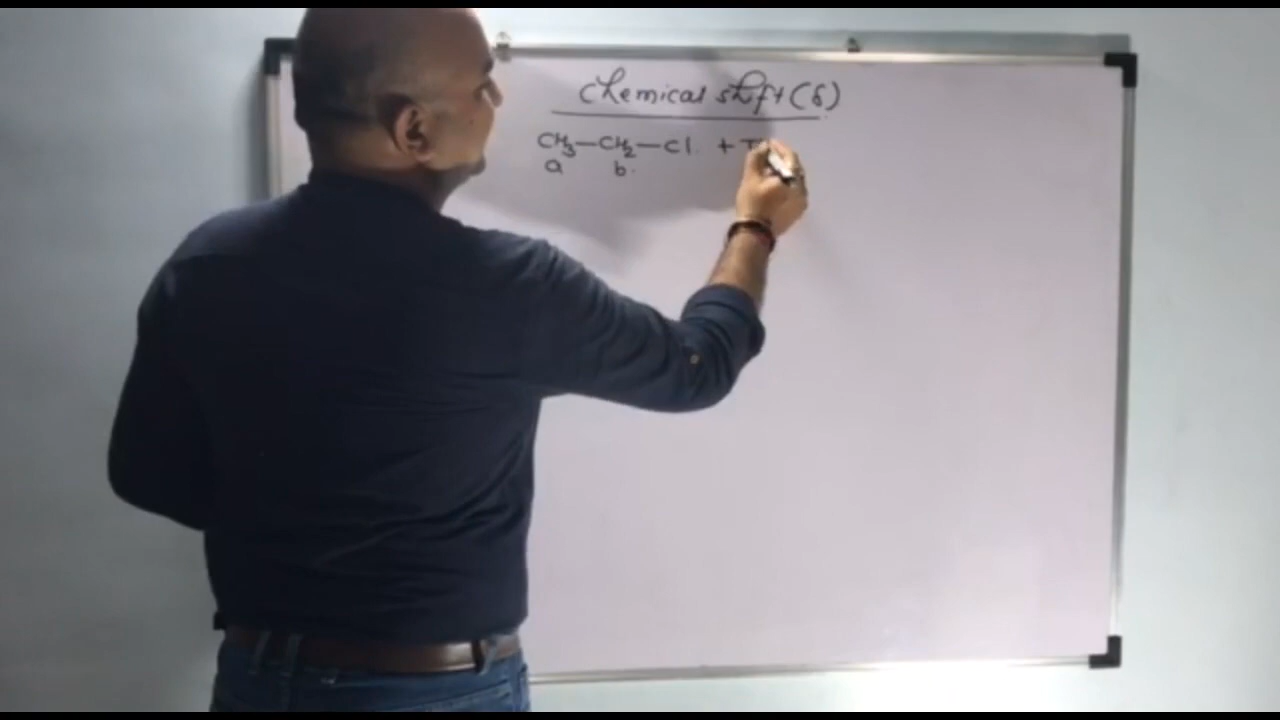 Chemical shift (δ)
CH₃—CH₂—Cl. + T
a b.